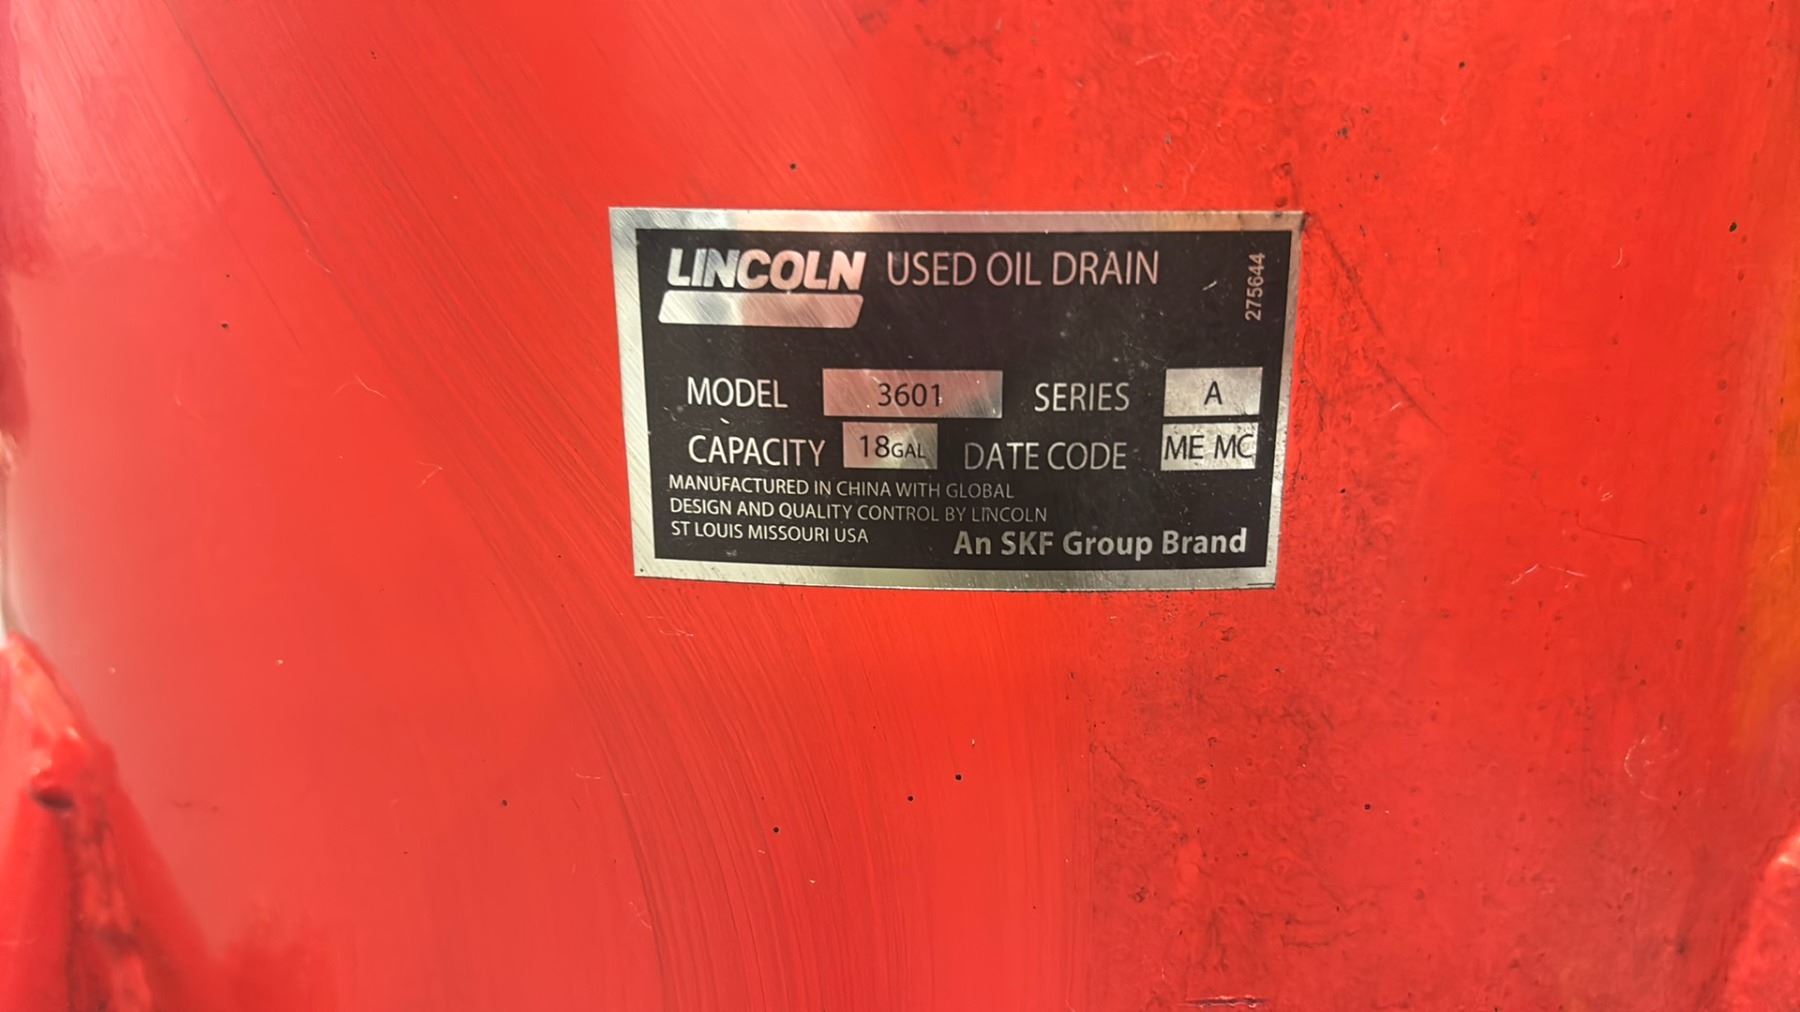 LINCOLN USED OIL DRAIN
275644
MODEL 3601 SERIES A
CAPACITY 18GAL DATE CODE ME MC
MANUFACTURED IN CHINA WITH GLOBAL
DESIGN AND QUALITY CONTROL BY LINCOLN
ST LOUIS MISSOURI USA
An SKF Group Brand